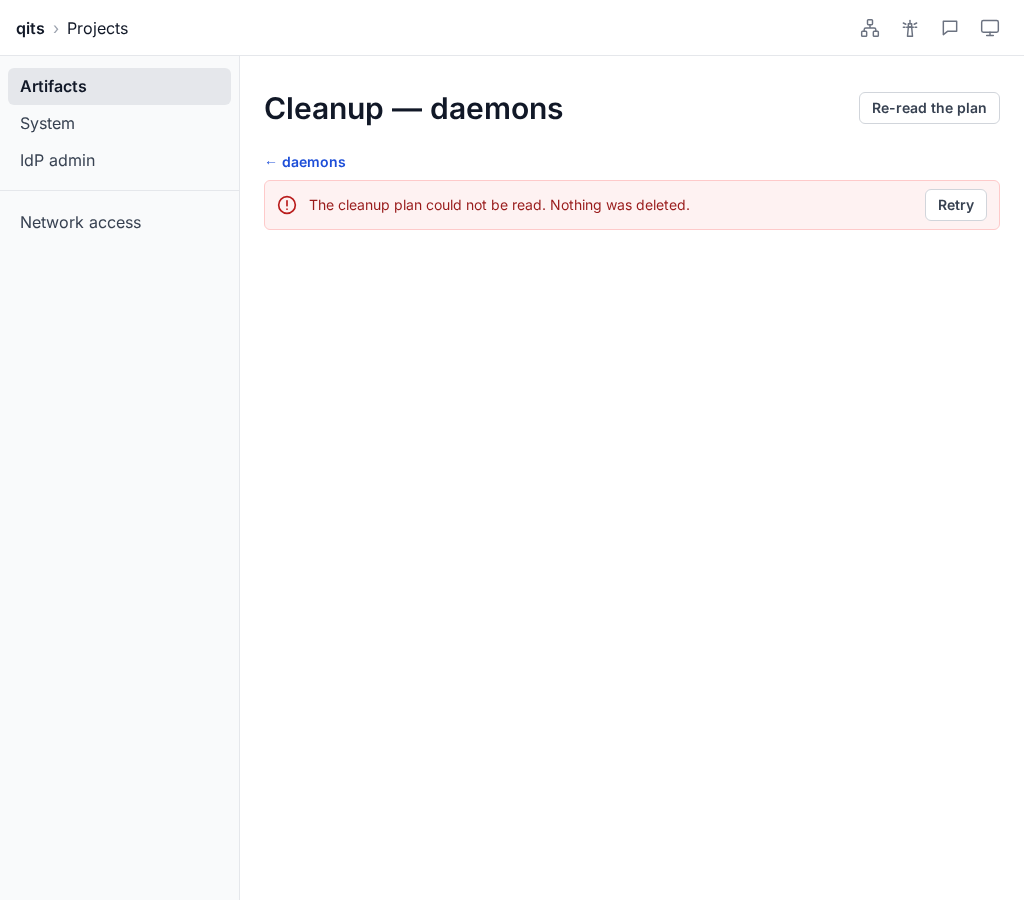 qits › Projects
Artifacts
System
IdP admin
Network access
Cleanup — daemons
Re-read the plan
← daemons
The cleanup plan could not be read. Nothing was deleted.
Retry